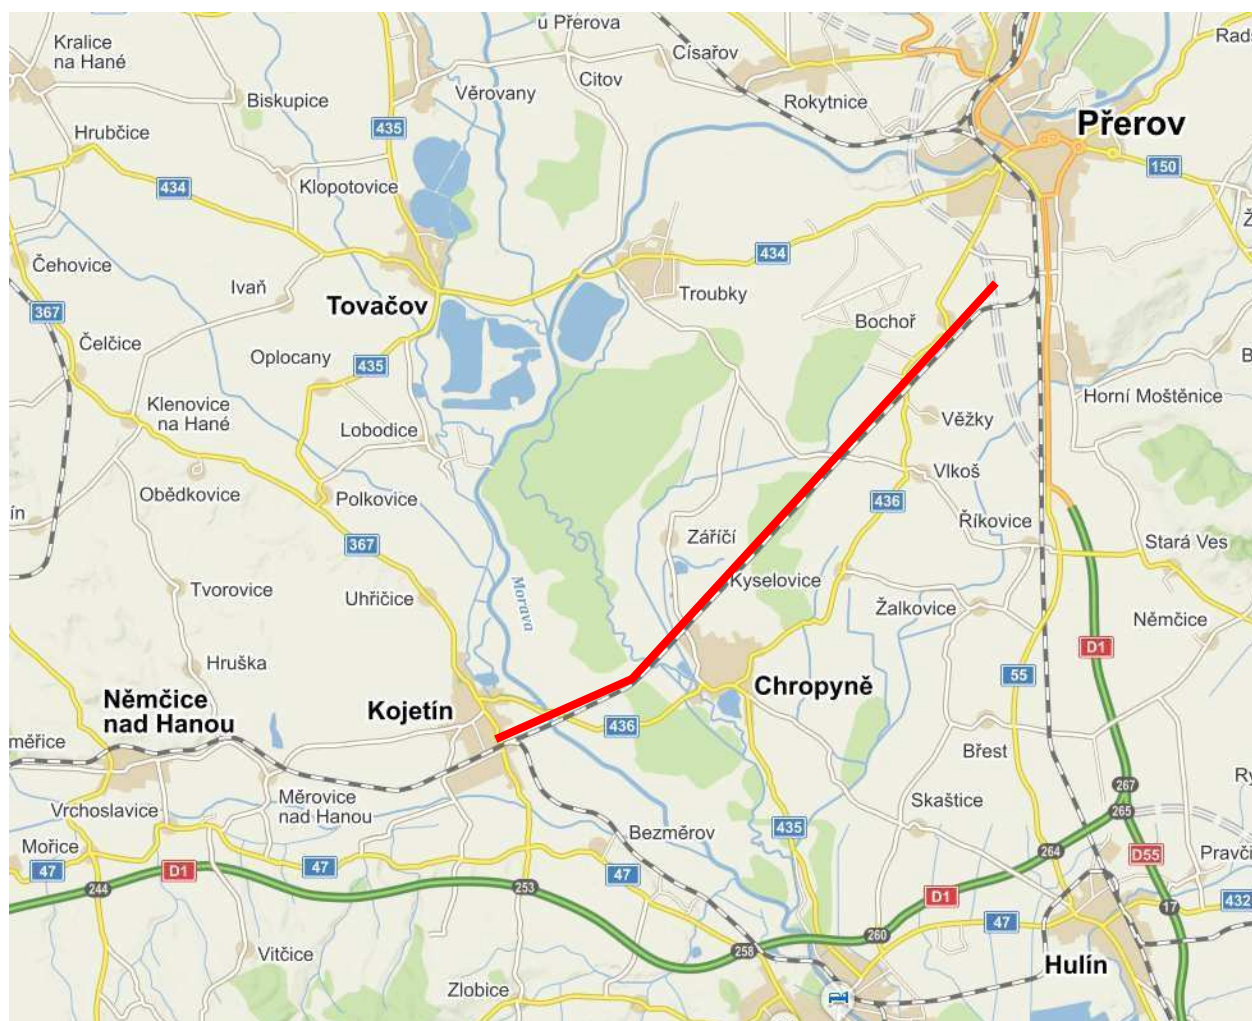 u Přerova
Kralice
na Hané
Císařov
Citov
Věrovany
Biskupice
Rokytnice
Přerov
435
Hrubčice
150
Klopotovice
434
434
Čehovice
Ivaň
Troubky
Tovačov
367
Bochoř
Čelčice
Oplocany
435
Horní Moštěnice
Klenovice
na Hané
Věžky
Lobodice
Vlkoš
Obědkovice
Polkovice
436
Říkovice
Záříčí
367
Stará Ves
Kyselovice
Tvorovice
Morava
Uhřičice
Žalkovice
Němčice
D1
Hruška
55
Chropyně
Němčice
nad Hanou
Kojetín
436
měřice
Břest
267
Měrovice
nad Hanou
Vrchoslavice
Skaštice
265
Bezměrov
435
Mořice
264
D55
47
D1
47
47
244
253
D1
432
17
47
260
258
Vitčice
Hulín
Zlobice